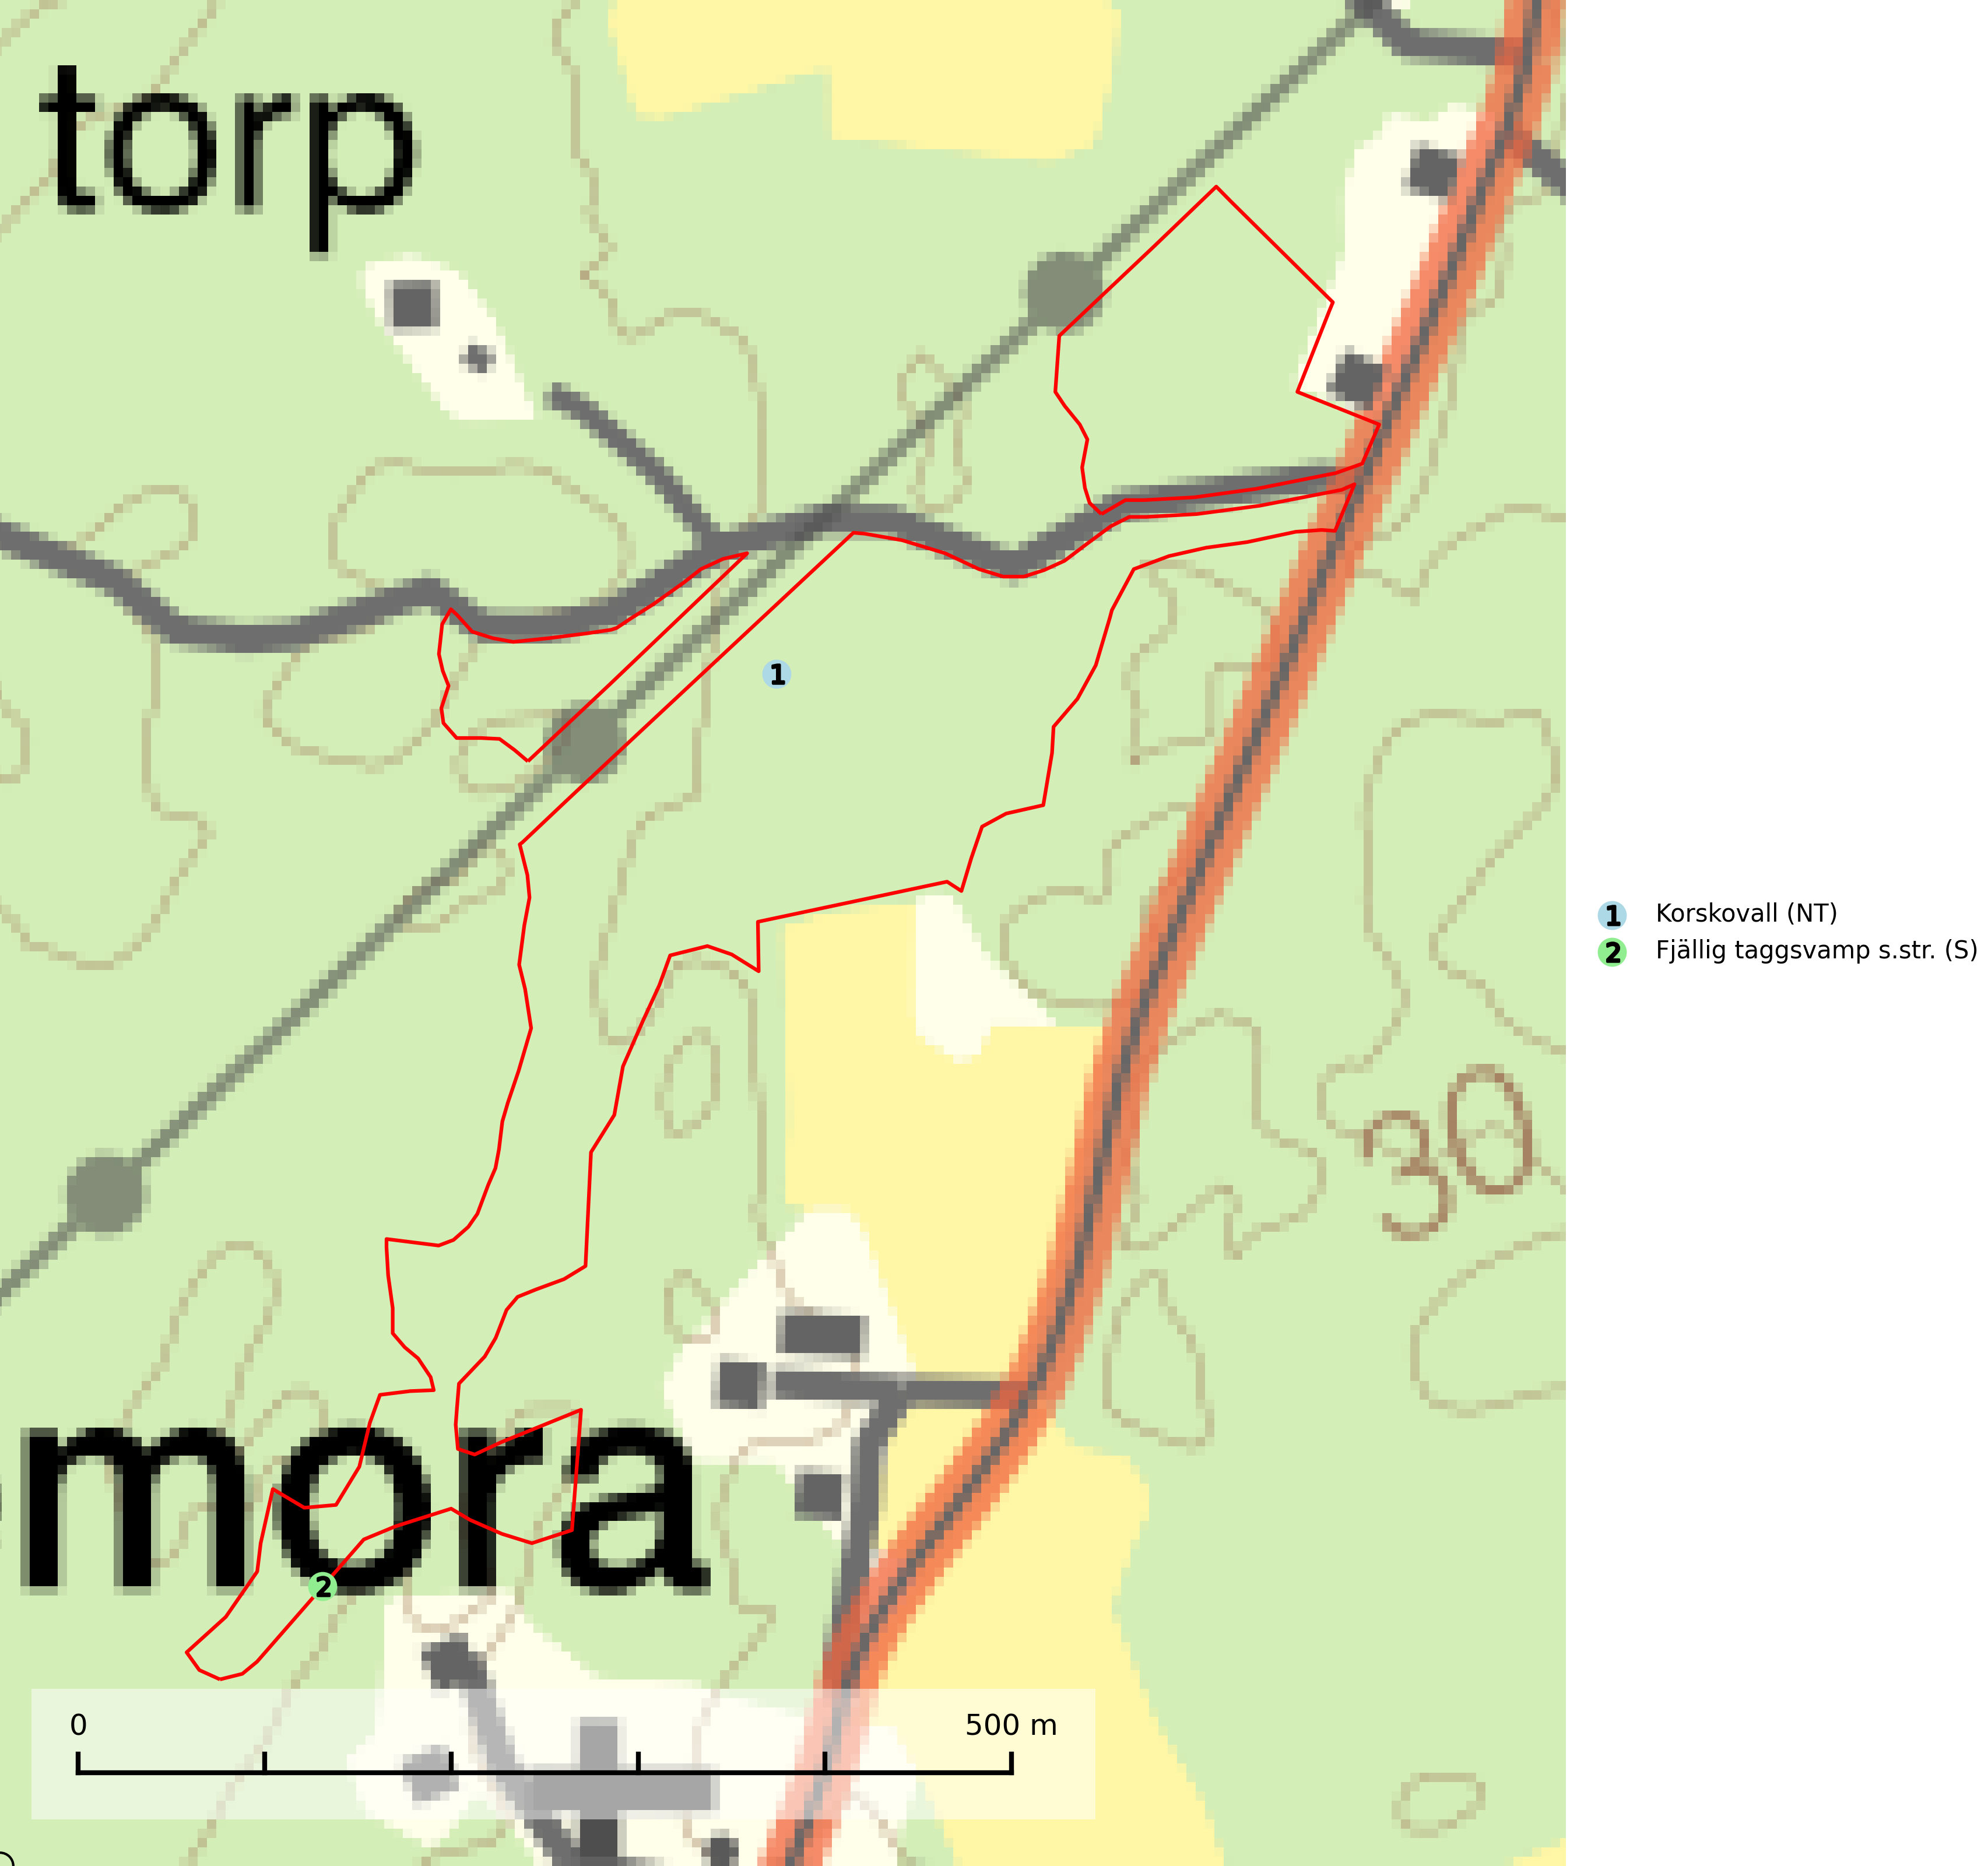 torp
1
30
1 Korskovall (NT)
2 Fjällig taggsvamp s.str. (S)
mora
2
0 500 m